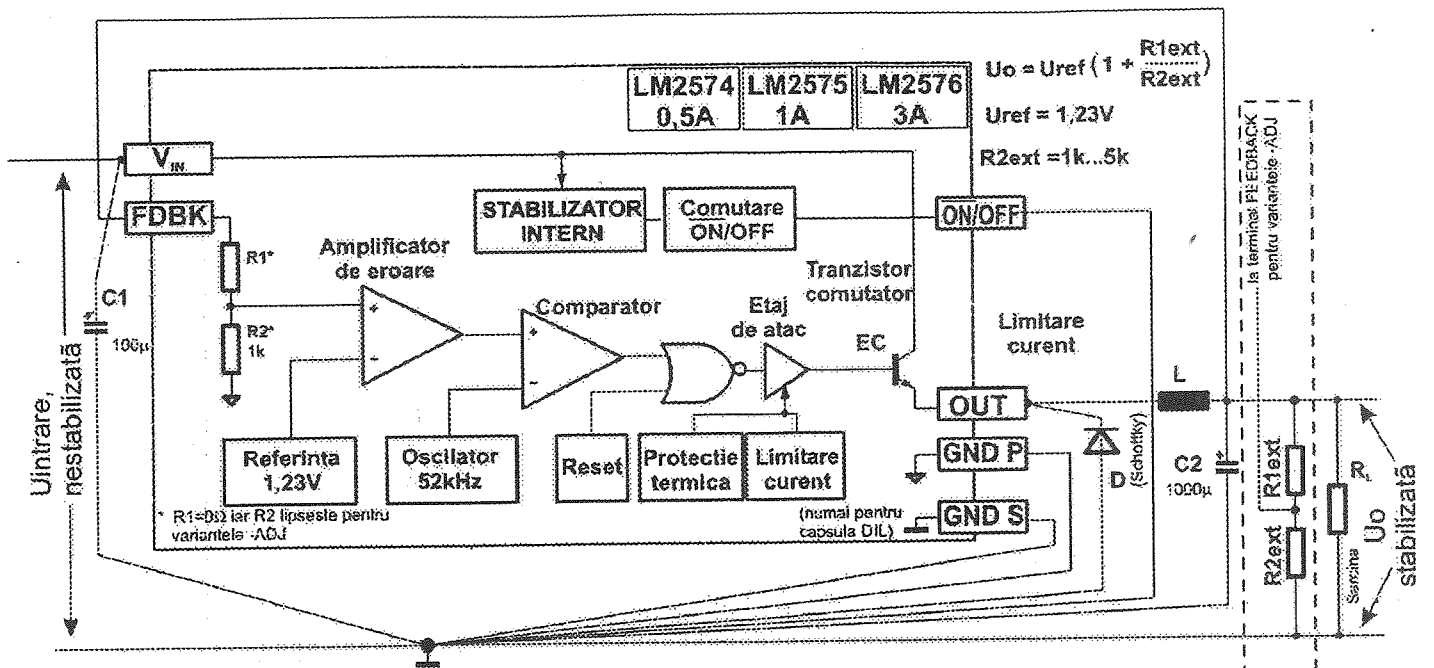 LM2574
0,5A
LM2575
1A
LM2576
3A
Uo = Uref (1 + R1ext
R2ext)
Uref = 1,23V
R2ext =1k...5k
VIN
FDBK
STABILIZATOR
INTERN
Comutare
ON/OFF
ON/OFF
R1*
R2*
1k
Amplificator
de eroare
+
-
Comparator
+
-
Etaj
de atac
Tranzistor
comutator
EC
Limitare
curent
OUT
GND P
GND S
(numai pentru
capsula DIL)
Referinta
1,23V
Oscilator
52kHz
Reset
Protectie
termica
Limitare
curent
* R1=0Ω iar R2 lipseste pentru
variantele -ADJ
C1
100µ
Uintrare,
nestabilizată
D
(Schottky)
L
C2
1000µ
la terminal FEEDBACK
pentru variantele -ADJ
R1ext
R2ext
RL
Sarcina
Uo
stabilizată